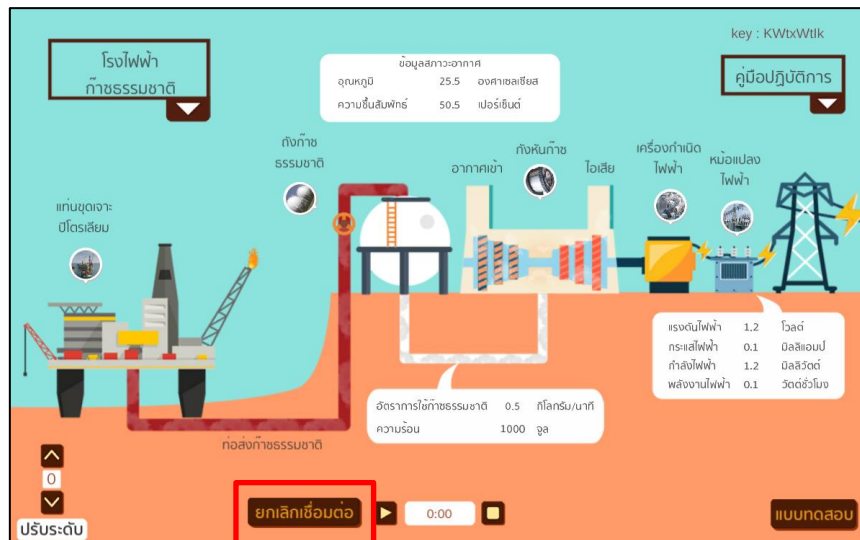 key : KWtxWtlk
โรงไฟฟ้า
ก๊าซธรรมชาติ
ข้อมูลสภาวะอากาศ
อุณหภูมิ 25.5 องศาเซลเซียส
ความชื้นสัมพัทธ์ 50.5 เปอร์เซ็นต์
คู่มือปฏิบัติการ
ถังก๊าซ
ธรรมชาติ
อากาศเข้า
กังหันก๊าซ
ไอเสีย
เครื่องกำเนิด
ไฟฟ้า
หม้อแปลง
ไฟฟ้า
แท่นขุดเจาะ
ปิโตรเลียม
แรงดันไฟฟ้า 1.2 โวลต์
กระแสไฟฟ้า 0.1 มิลลิแอมป์
กำลังไฟฟ้า 1.2 มิลลิวัตต์
พลังงานไฟฟ้า 0.1 วัตต์ชั่วโมง
อัตราการใช้ก๊าซธรรมชาติ 0.5 กิโลกรัม/นาที
ความร้อน 1000 จูล
ท่อส่งก๊าซธรรมชาติ
0
ปรับระดับ
ยกเลิกเชื่อมต่อ
0:00
แบบทดสอบ